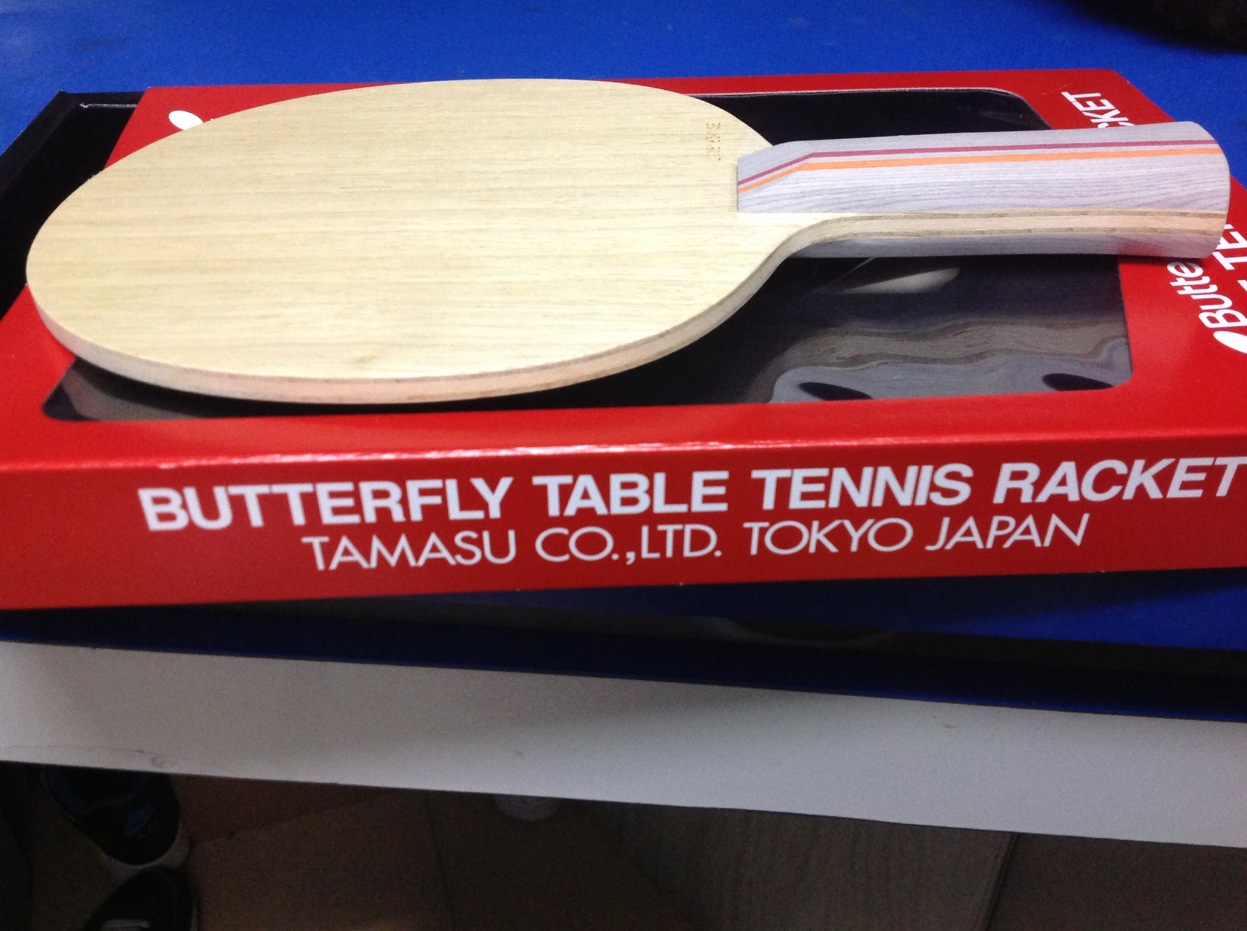 BUTTERFLY TABLE TENNIS RACKET
TAMASU CO.,LTD. TOKYO JAPAN